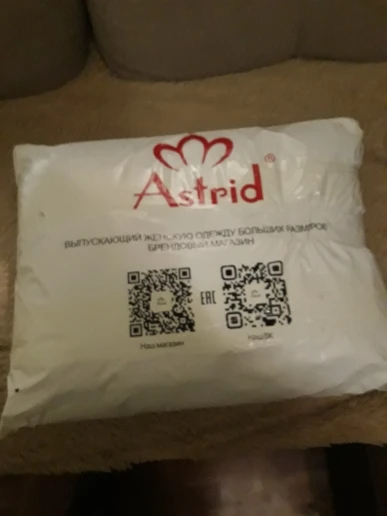 Astrid®
ВЫПУСКАЮЩИЙ ЖЕНСКУЮ ОДЕЖДУ БОЛЬШИХ РАЗМЕРОВ
БРЕНДОВЫЙ МАГАЗИН
EAC
Наш магазин
Наш ВК